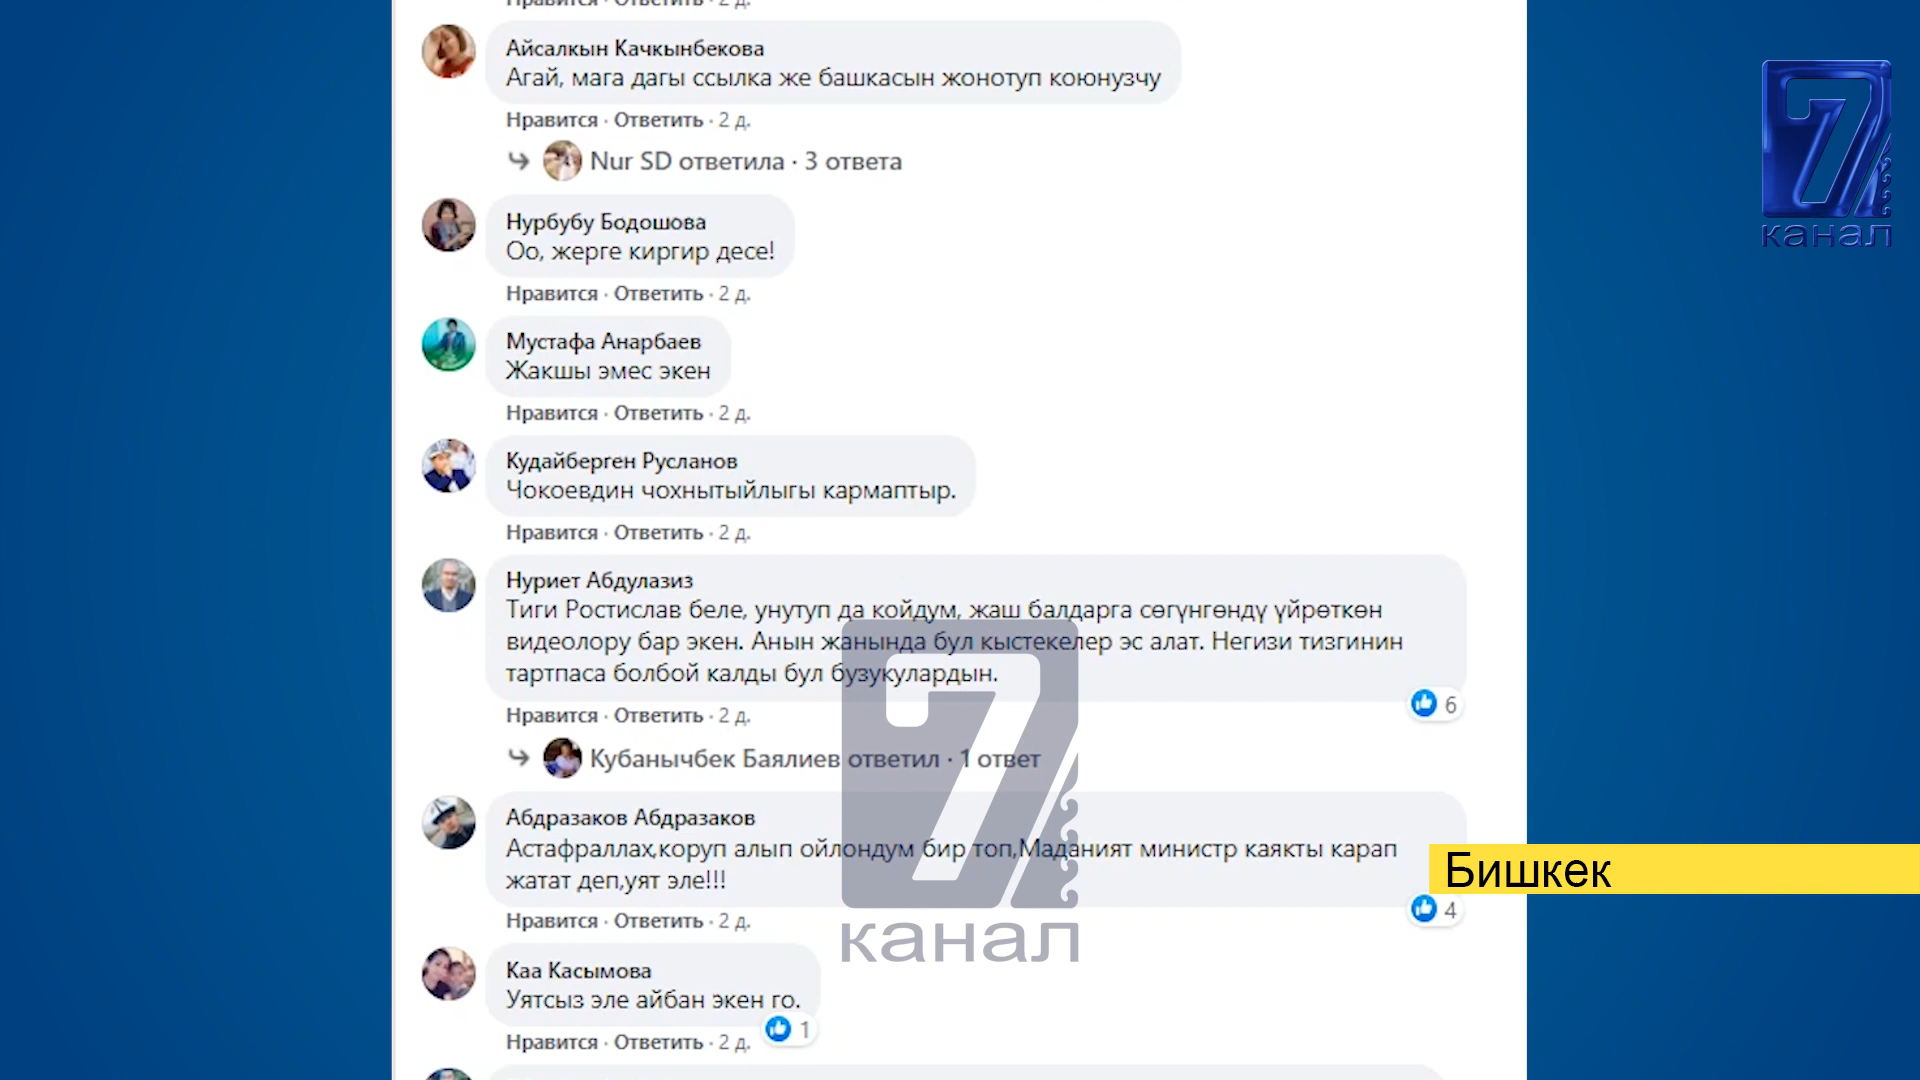 Нравится · Ответить · 2 д.
Айсалкын Качкынбекова
Агай, мага дагы ссылка же башкасын жонотуп коюнузчу
Нравится · Ответить · 2 д.
Nur SD ответила · 3 ответа
Нурбубу Бодошова
Оо, жерге киргир десе!
Нравится · Ответить · 2 д.
Мустафа Анарбаев
Жакшы эмес экен
Нравится · Ответить · 2 д.
Кудайберген Русланов
Чокоевдин чохнытыйлыгы кармаптыр.
Нравится · Ответить · 2 д.
Нуриет Абдулазиз
Тиги Ростислав беле, унутуп да койдум, жаш балдарга сөгүнгөндү үйрөткөн
видеолору бар экен. Анын жанында бул кыстекелер эс алат. Негизи тизгинин
тартпаса болбой калды бул бузукулардын.
6
Нравится · Ответить · 2 д.
Кубанычбек Баялиев ответил · 1 ответ
Абдразаков Абдразаков
Астафраллах,коруп алып ойлондум бир топ,Маданият министр каякты карап
жатат деп,уят эле!!!
4
Нравится · Ответить · 2 д.
Каа Касымова
Уятсыз эле айбан экен го.
1
Нравится · Ответить · 2 д.
7
канал
7
канал
Бишкек